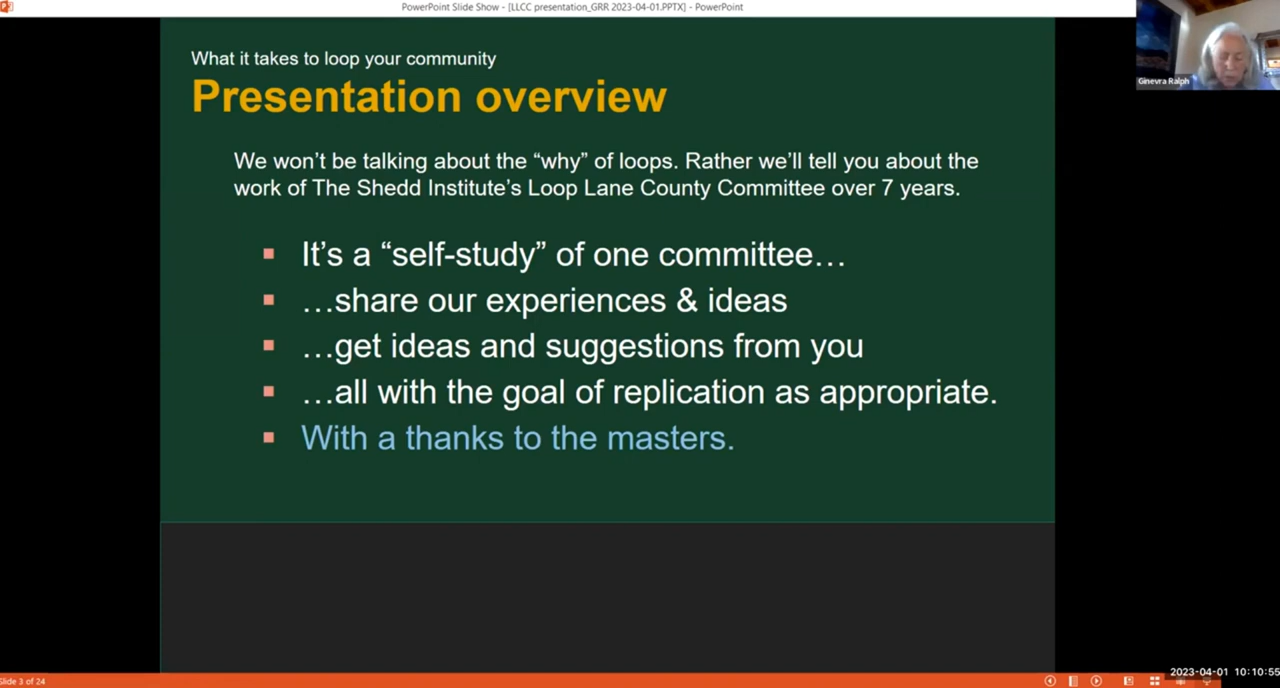 PowerPoint Slide Show - [LLCC presentation_GRR 2023-04-01.PPTX] - PowerPoint
Ginevra Ralph
What it takes to loop your community
Presentation overview
We won’t be talking about the “why” of loops. Rather we’ll tell you about the
work of The Shedd Institute’s Loop Lane County Committee over 7 years.
It’s a “self-study” of one committee…
…share our experiences & ideas
…get ideas and suggestions from you
…all with the goal of replication as appropriate.
With a thanks to the masters.
2023-04-01 10:10:55
Slide 3 of 24